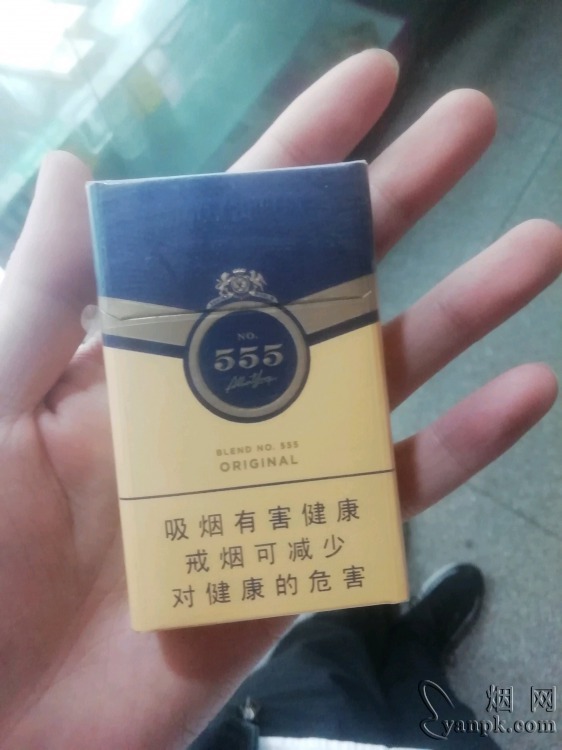 NO.
555
BLEND NO. 555
ORIGINAL
吸烟有害健康
戒烟可减少
对健康的危害
烟网
yanpk.com